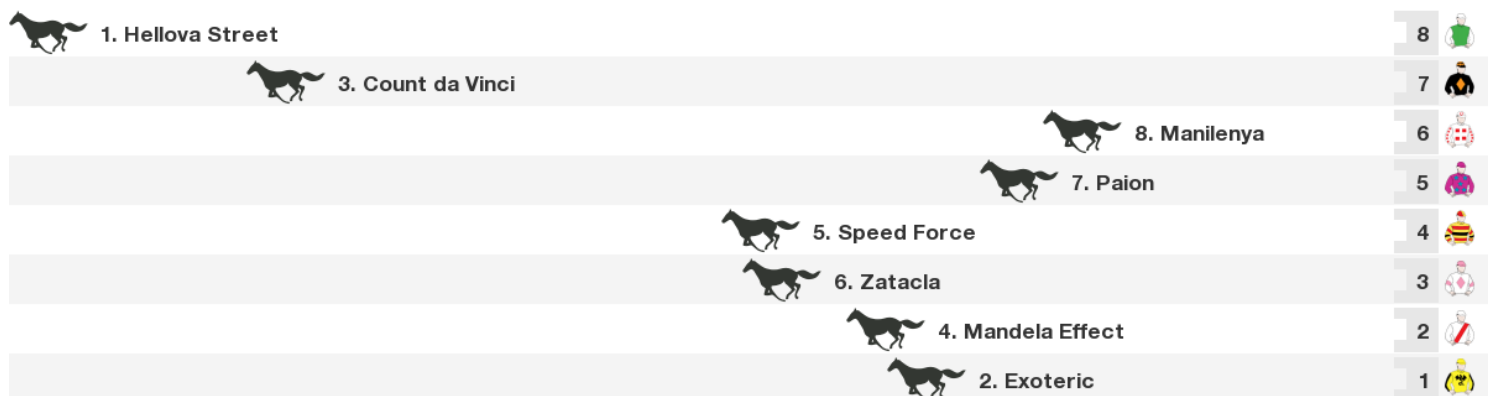 1. Hellova Street 8
3. Count da Vinci 7
8. Manilenya 6
7. Paion 5
5. Speed Force 4
6. Zatacla 3
4. Mandela Effect 2
2. Exoteric 1